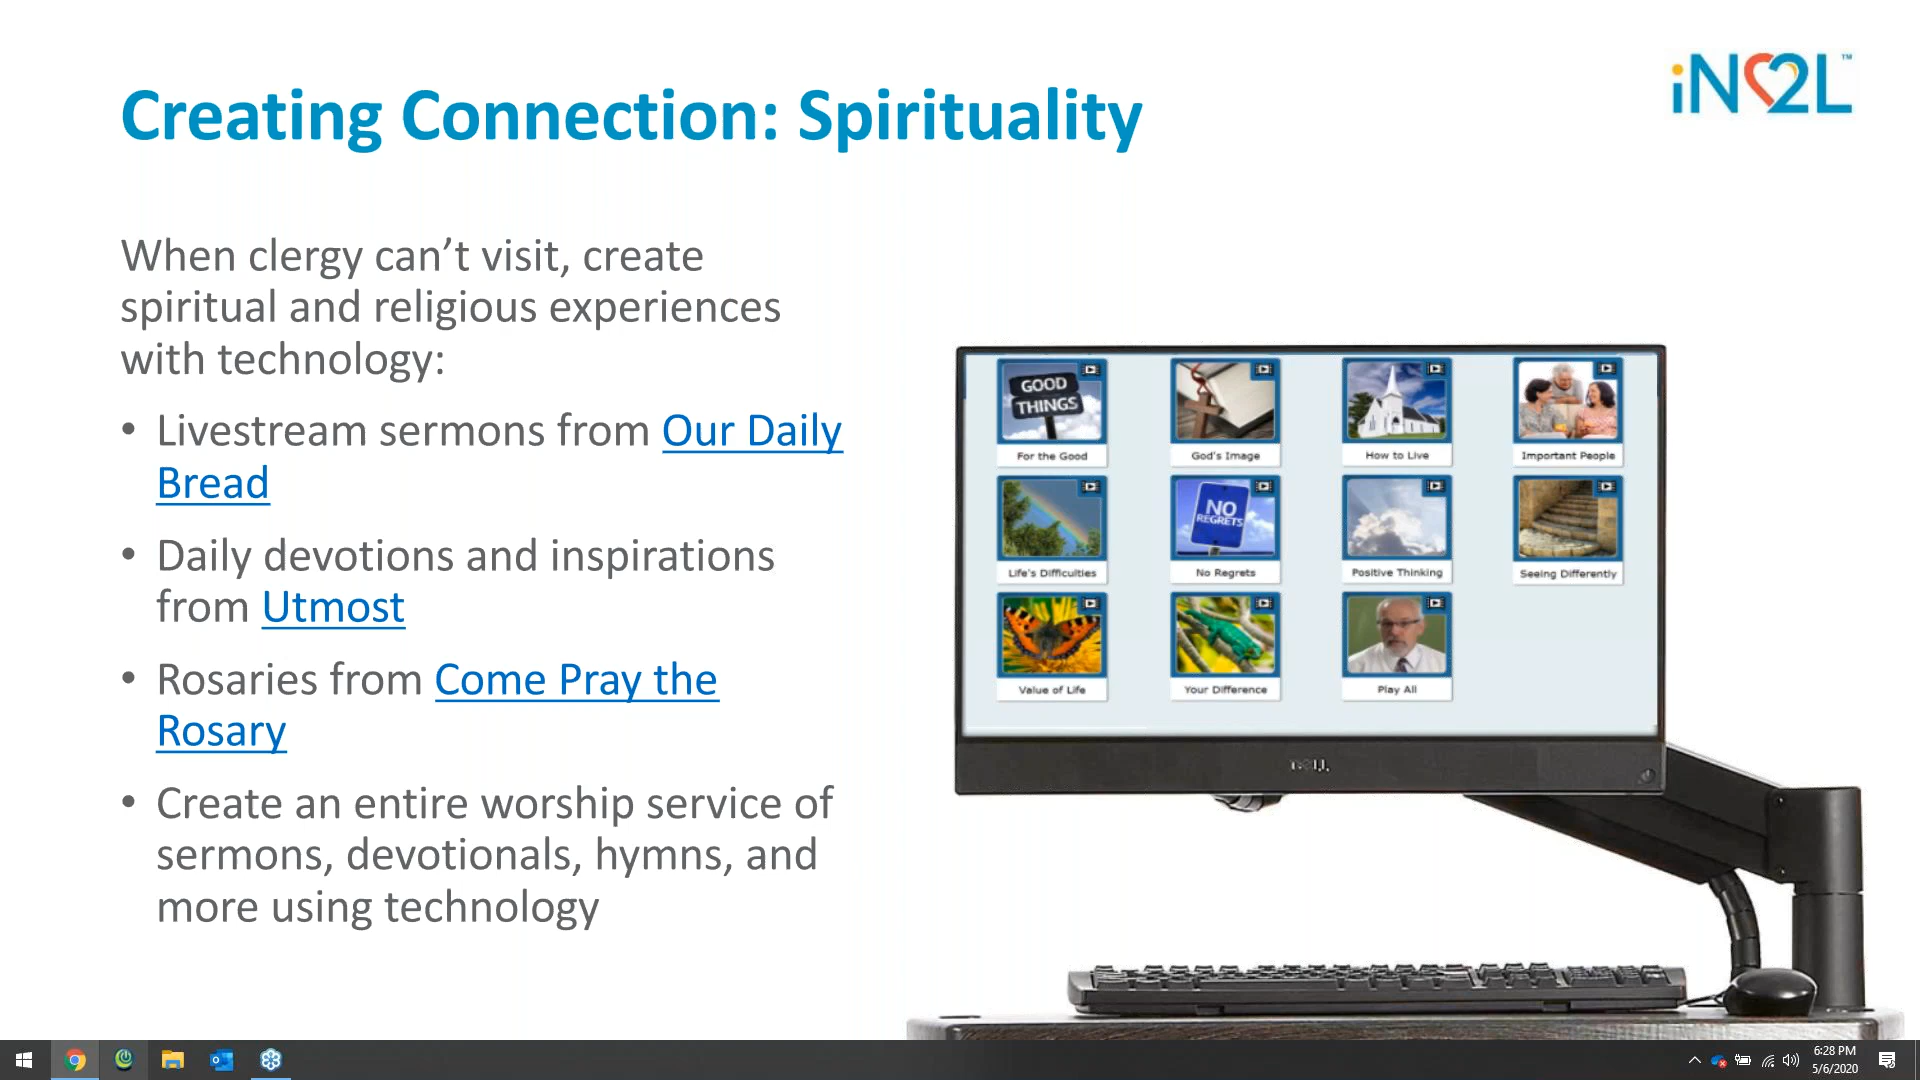 iN2L™
Creating Connection: Spirituality
When clergy can’t visit, create
spiritual and religious experiences
with technology:
• Livestream sermons from Our Daily
Bread
• Daily devotions and inspirations
from Utmost
• Rosaries from Come Pray the
Rosary
• Create an entire worship service of
sermons, devotionals, hymns, and
more using technology
GOOD
THINGS
For the Good
God's Image
How to Live
Important People
Life's Difficulties
NO
REGRETS
No Regrets
Positive Thinking
Seeing Differently
Value of Life
Your Difference
Play All
DELL
6:28 PM
5/6/2020